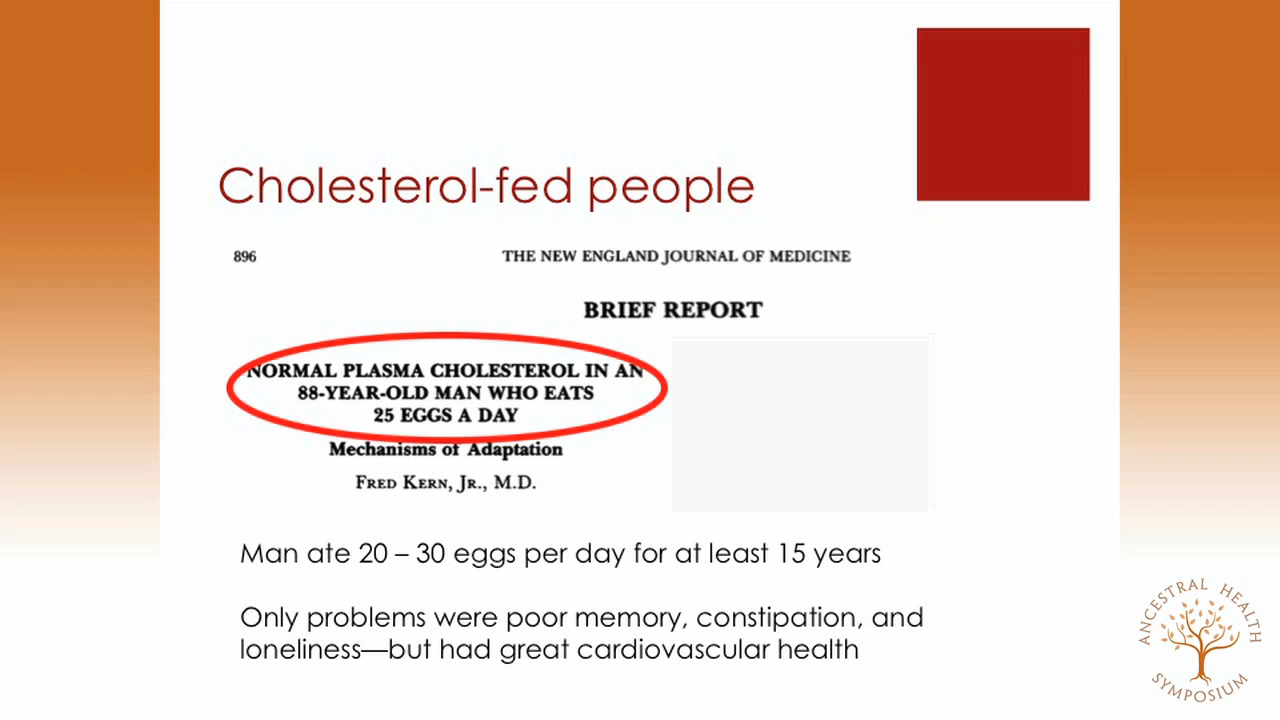 Cholesterol-fed people
896
THE NEW ENGLAND JOURNAL OF MEDICINE
BRIEF REPORT
NORMAL PLASMA CHOLESTEROL IN AN
88-YEAR-OLD MAN WHO EATS
25 EGGS A DAY
Mechanisms of Adaptation
FRED KERN, JR., M.D.
Man ate 20 – 30 eggs per day for at least 15 years
Only problems were poor memory, constipation, and
loneliness—but had great cardiovascular health
ANCESTRAL HEALTH
SYMPOSIUM